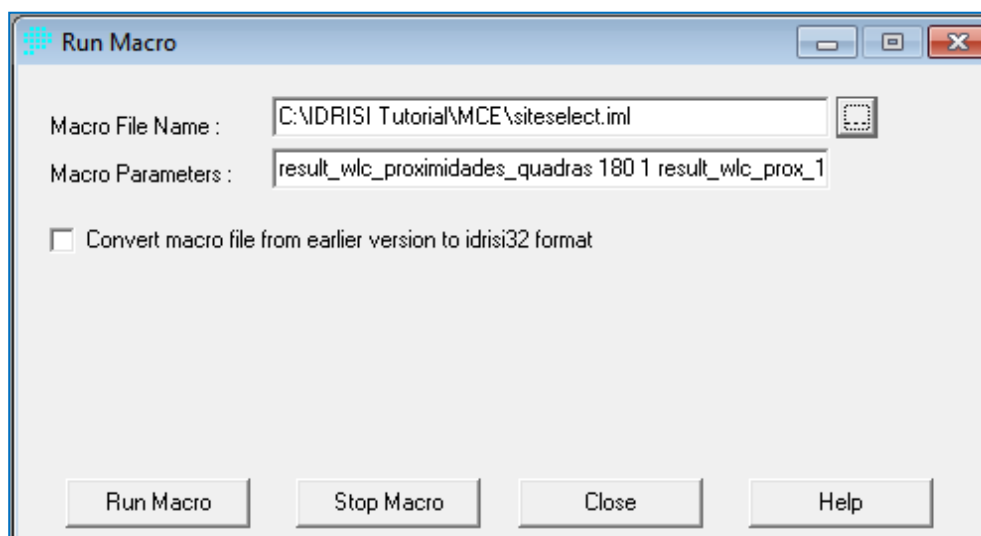 Run Macro
Macro File Name : C:\IDRISI Tutorial\MCE\siteselect.iml ...
Macro Parameters : result_wlc_proximidades_quadras 180 1 result_wlc_prox_1
Convert macro file from earlier version to idrisi32 format
Run Macro Stop Macro Close Help